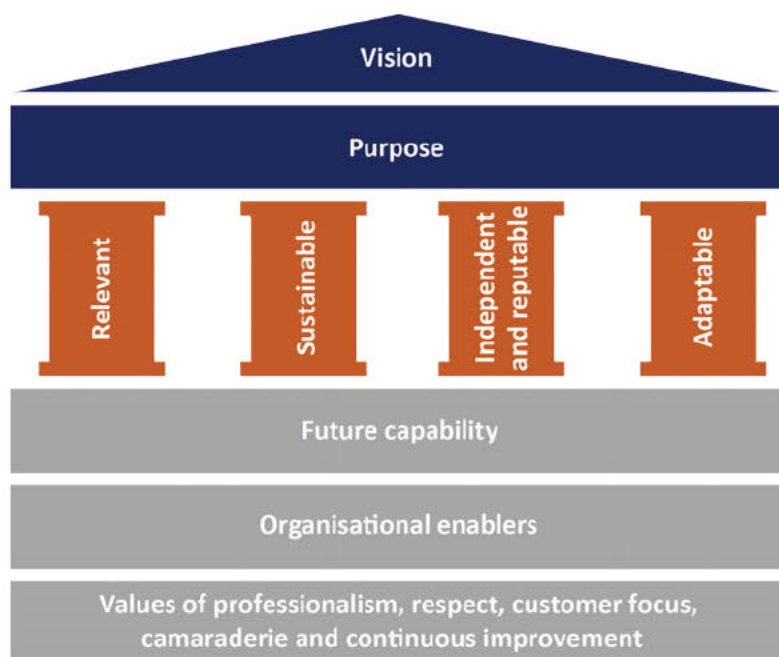 Vision
Purpose
Relevant
Sustainable
Independent
and reputable
Adaptable
Future capability
Organisational enablers
Values of professionalism, respect, customer focus,
camaraderie and continuous improvement